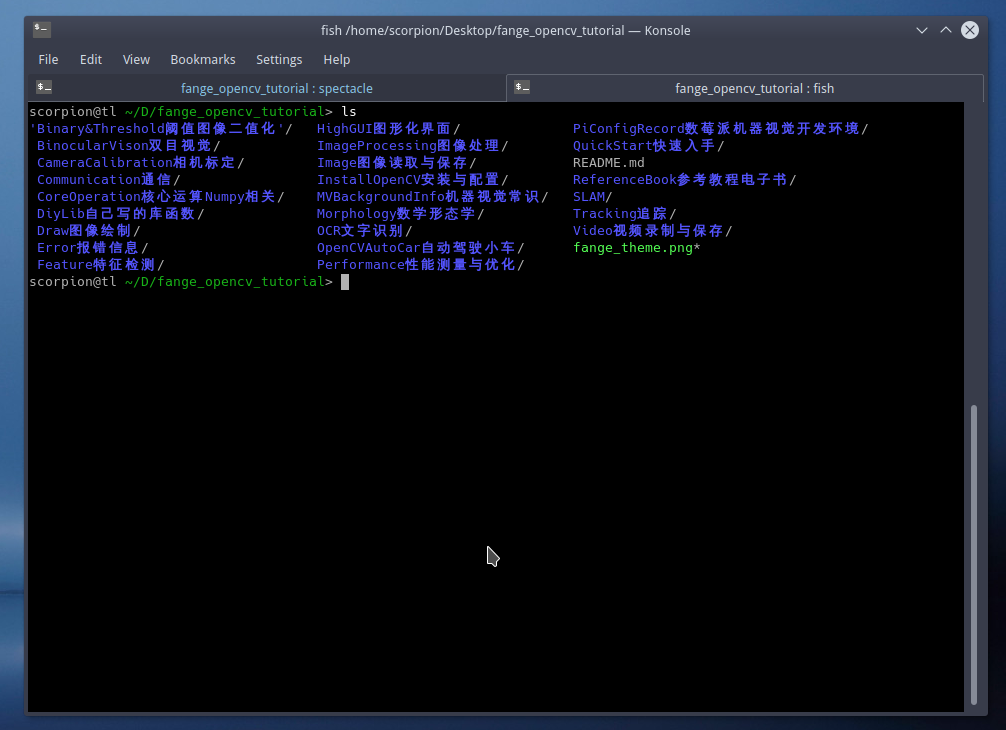 fish /home/scorpion/Desktop/fange_opencv_tutorial — Konsole
File Edit View Bookmarks Settings Help
fange_opencv_tutorial : spectacle fange_opencv_tutorial : fish
scorpion@tl ~/D/fange_opencv_tutorial> ls
'Binary&Threshold阈值图像二值化'/ HighGUI图形化界面/ PiConfigRecord数莓派机器视觉开发环境/
BinocularVison双目视觉/ ImageProcessing图像处理/ QuickStart快速入手/
CameraCalibration相机标定/ Image图像读取与保存/ README.md
Communication通信/ InstallOpenCV安装与配置/ ReferenceBook参考教程电子书/
CoreOperation核心运算Numpy相关/ MVBackgroundInfo机器视觉常识/ SLAM/
DiyLib自己写的库函数/ Morphology数学形态学/ Tracking追踪/
Draw图像绘制/ OCR文字识别/ Video视频录制与保存/
Error报错信息/ OpenCVAutoCar自动驾驶小车/ fange_theme.png*
Feature特征检测/ Performance性能测量与优化/
scorpion@tl ~/D/fange_opencv_tutorial>